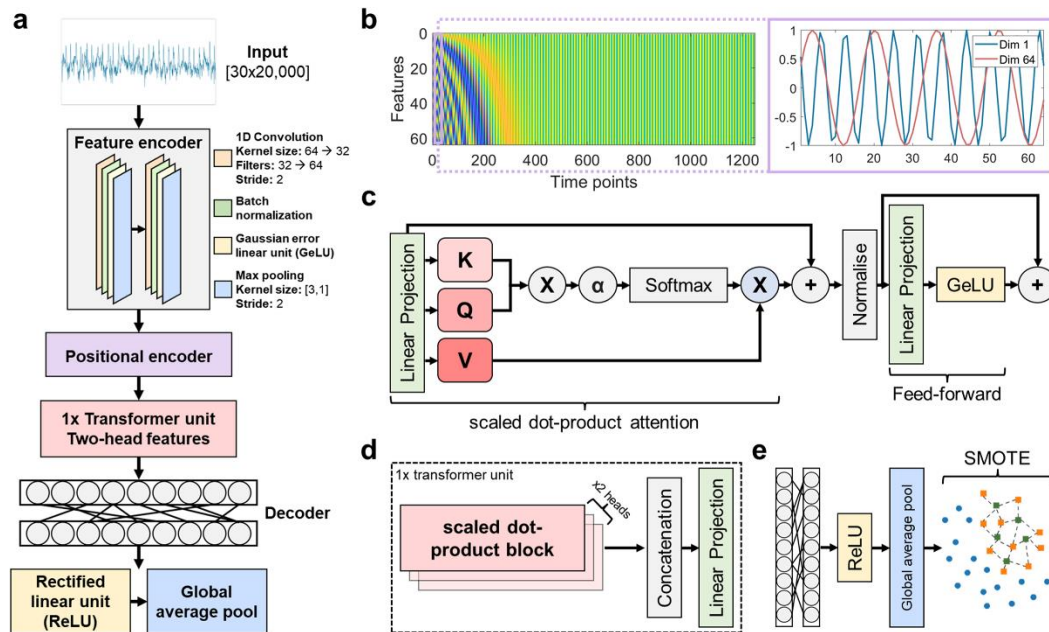 a
Input
[30x20,000]
Feature encoder
1D Convolution
Kernel size: 64 → 32
Filters: 32 → 64
Stride: 2
Batch
normalization
Gaussian error
linear unit (GeLU)
Max pooling
Kernel size: [3,1]
Stride: 2
Positional encoder
1x Transformer unit
Two-head features
Decoder
Rectified
linear unit
(ReLU)
Global
average pool
b
Features
0
20
40
60
0
200
400
600
800
1000
1200
Time points
1
0.5
0
-0.5
-1
10
20
30
40
50
60
Dim 1
Dim 64
c
Linear Projection
K
Q
V
X
α
Softmax
X
+
Normalise
Linear Projection
GeLU
+
scaled dot-product attention
Feed-forward
d
1x transformer unit
x2 heads
scaled dot-
product block
Concatenation
Linear Projection
e
ReLU
Global average pool
SMOTE